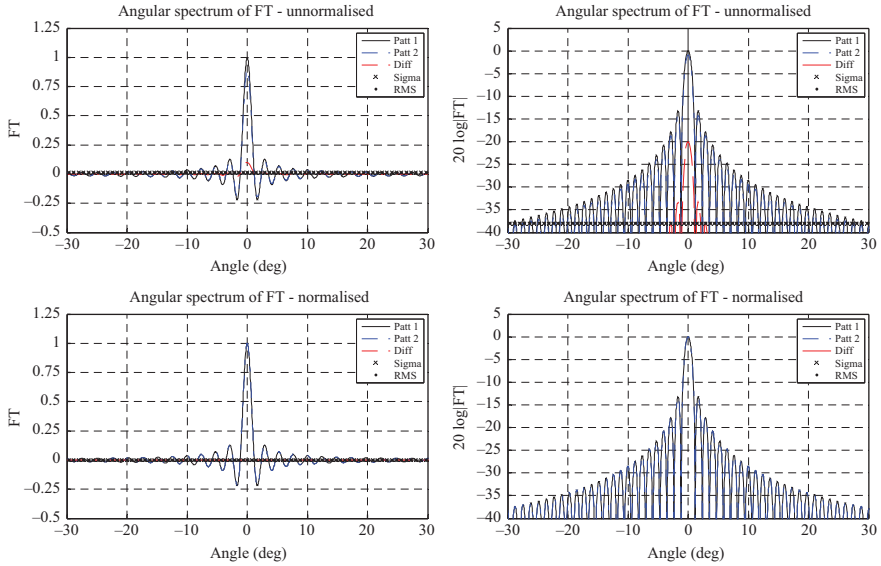 Angular spectrum of FT - unnormalised
1.25
1
0.75
0.5
0.25
0
−0.25
−0.5
FT
−30
−20
−10
0
10
20
30
Angle (deg)
Patt 1
Patt 2
Diff
Sigma
RMS
Angular spectrum of FT - unnormalised
5
0
−5
−10
−15
−20
−25
−30
−35
−40
20 log|FT|
−30
−20
−10
0
10
20
30
Angle (deg)
Patt 1
Patt 2
Diff
Sigma
RMS
Angular spectrum of FT - normalised
1.25
1
0.75
0.5
0.25
0
−0.25
−0.5
FT
−30
−20
−10
0
10
20
30
Angle (deg)
Patt 1
Patt 2
Diff
Sigma
RMS
Angular spectrum of FT - normalised
5
0
−5
−10
−15
−20
−25
−30
−35
−40
20 log|FT|
−30
−20
−10
0
10
20
30
Angle (deg)
Patt 1
Patt 2
Diff
Sigma
RMS